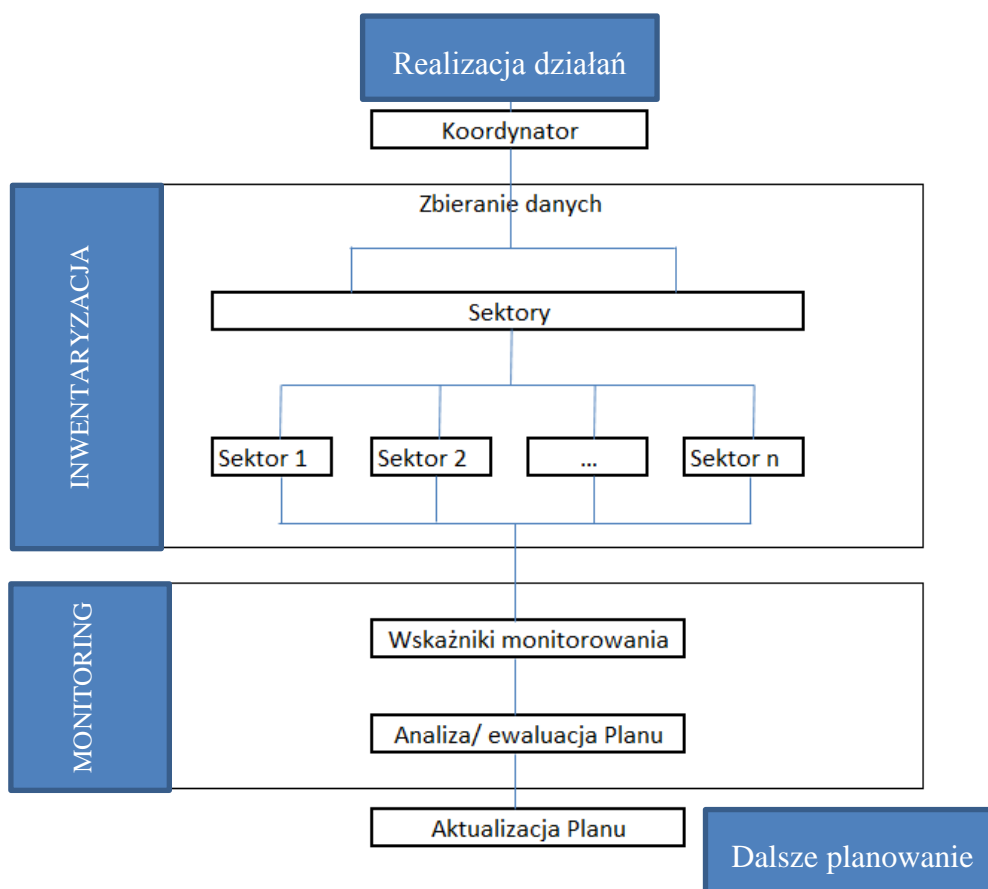 Realizacja działań
Koordynator
INWENTARYZACJA
Zbieranie danych
Sektory
Sektor 1
Sektor 2
...
Sektor n
MONITORING
Wskaźniki monitorowania
Analiza/ ewaluacja Planu
Aktualizacja Planu
Dalsze planowanie